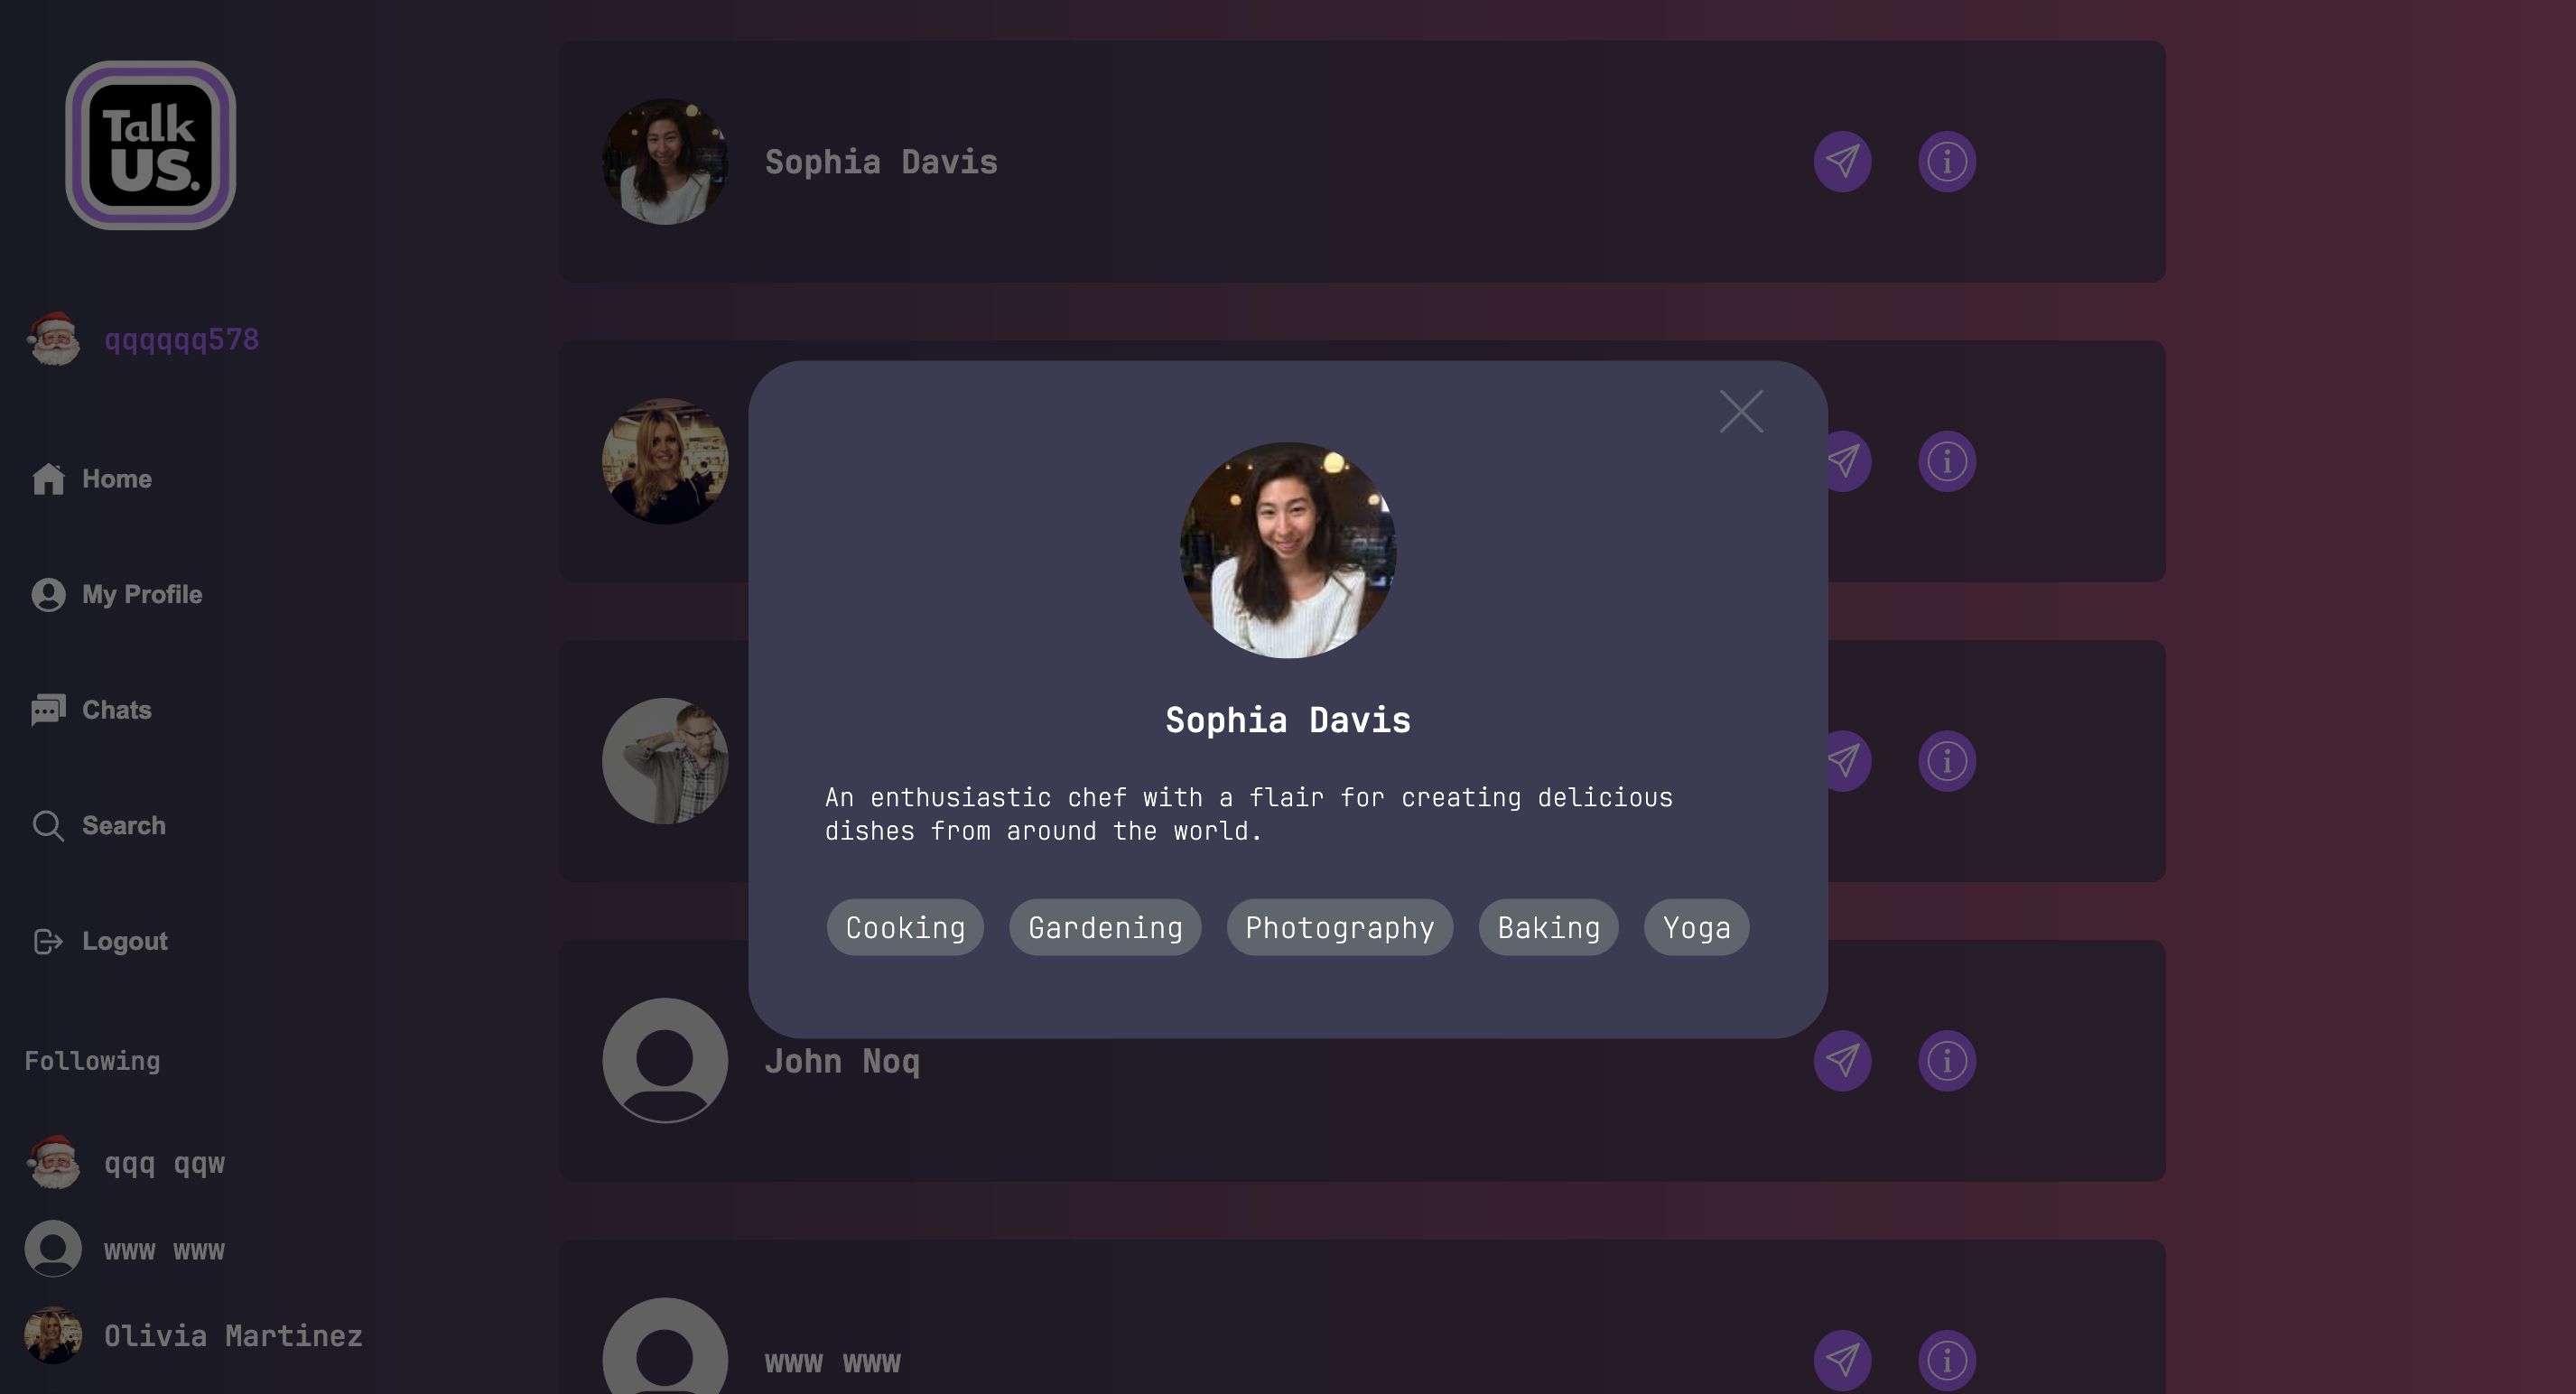 Talk
US.
qqqqqq578
Home
My Profile
Chats
Search
Logout
Following
qqq qqw
www www
Olivia Martinez
Sophia Davis
Sophia Davis
An enthusiastic chef with a flair for creating delicious
dishes from around the world.
Cooking Gardening Photography Baking Yoga
John Noq
www www